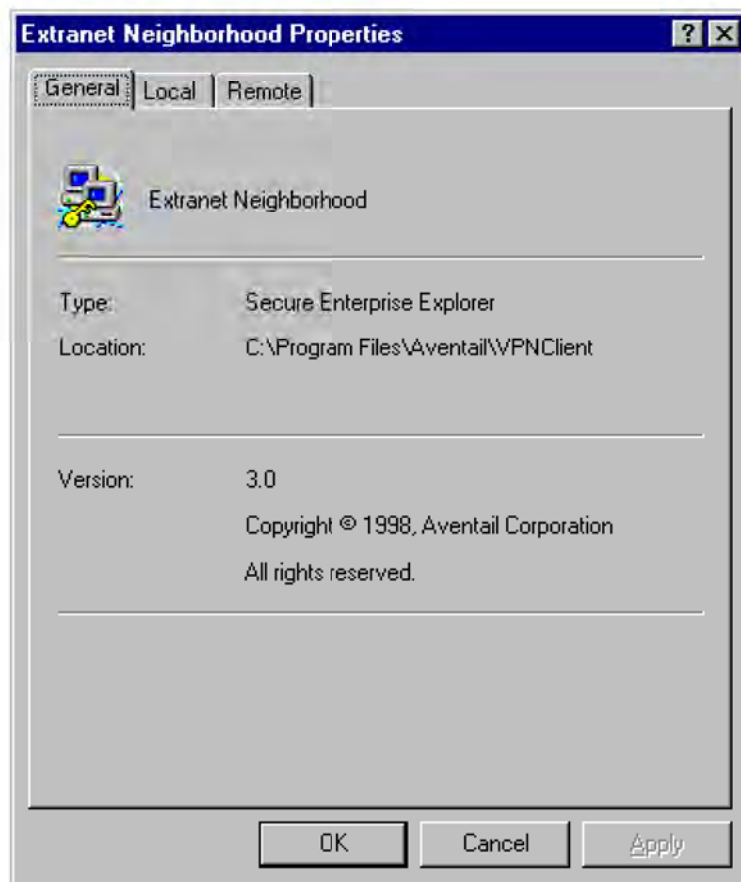 Extranet Neighborhood Properties
General Local Remote
Extranet Neighborhood
Type: Secure Enterprise Explorer
Location: C:\Program Files\Aventail\VPNClient
Version: 3.0
Copyright © 1998, Aventail Corporation
All rights reserved.
OK Cancel Apply